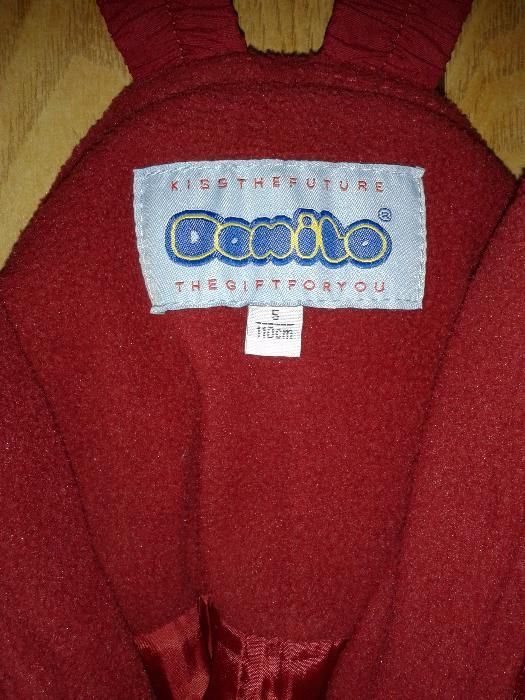 KISSTHEFUTURE
Danilo®
THEGIFTFORYOU
5
110cm